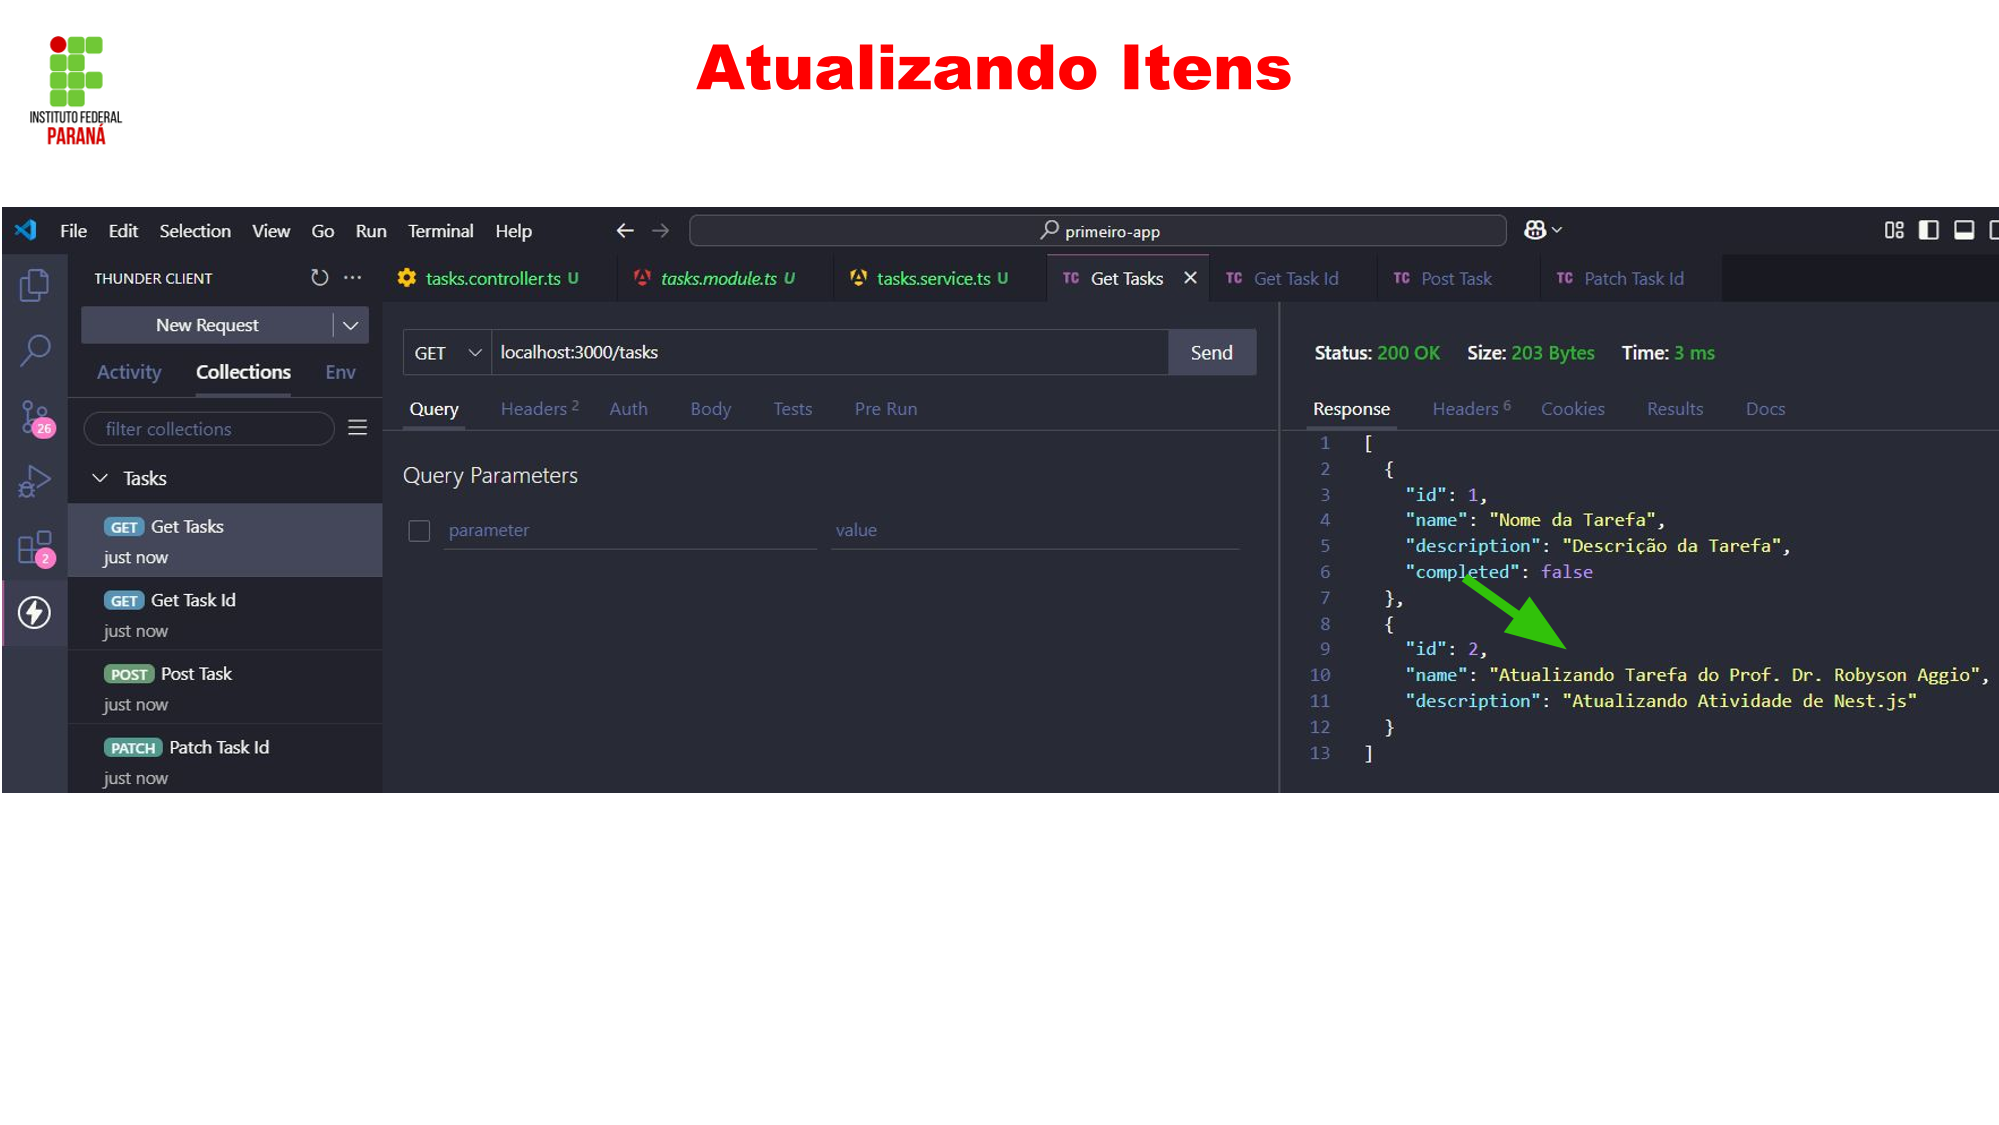 INSTITUTO FEDERAL
PARANÁ
Atualizando Itens
File Edit Selection View Go Run Terminal Help
primeiro-app
THUNDER CLIENT
tasks.controller.ts U
tasks.module.ts U
tasks.service.ts U
TC Get Tasks
TC Get Task Id
TC Post Task
TC Patch Task Id
New Request
Activity Collections Env
filter collections
Tasks
GET Get Tasks
just now
GET Get Task Id
just now
POST Post Task
just now
PATCH Patch Task Id
just now
26
2
GET localhost:3000/tasks Send
Query Headers 2 Auth Body Tests Pre Run
Query Parameters
parameter value
Status: 200 OK Size: 203 Bytes Time: 3 ms
Response Headers 6 Cookies Results Docs
1 [
2 {
3 "id": 1,
4 "name": "Nome da Tarefa",
5 "description": "Descrição da Tarefa",
6 "completed": false
7 },
8 {
9 "id": 2,
10 "name": "Atualizando Tarefa do Prof. Dr. Robyson Aggio",
11 "description": "Atualizando Atividade de Nest.js"
12 }
13 ]